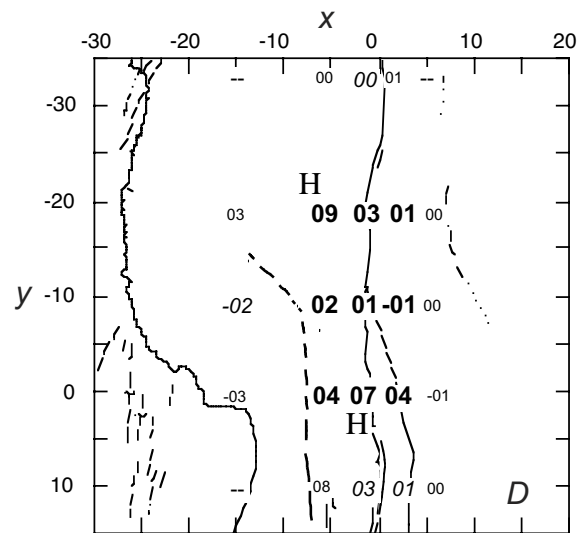 x
-30 -20 -10 0 10 20
-30 -- 00 00 01 --
H
-20 03 09 03 01 00
y -10 -02 02 01 -01 00
0 -03 04 07 04 -01
H
10 -- 08 03 01 00 D